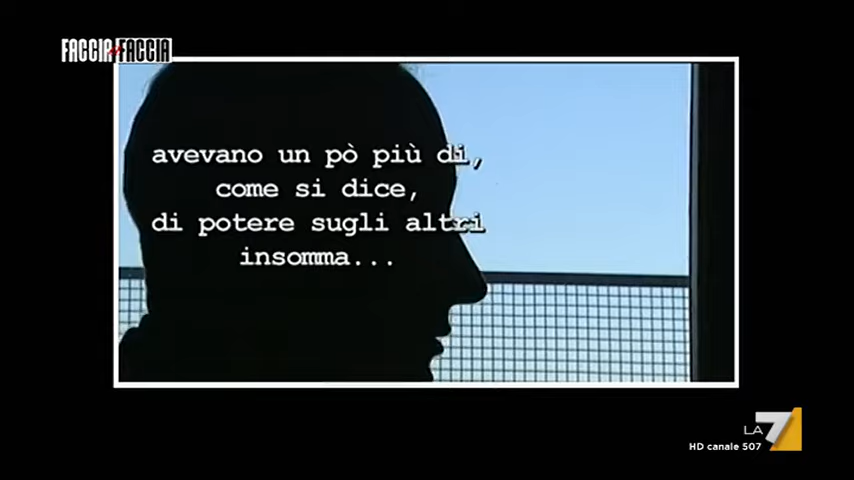 FACCIA FACCIA
avevano un pò più di,
come si dice,
di potere sugli altri
insomma...
LA 7
HD canale 507